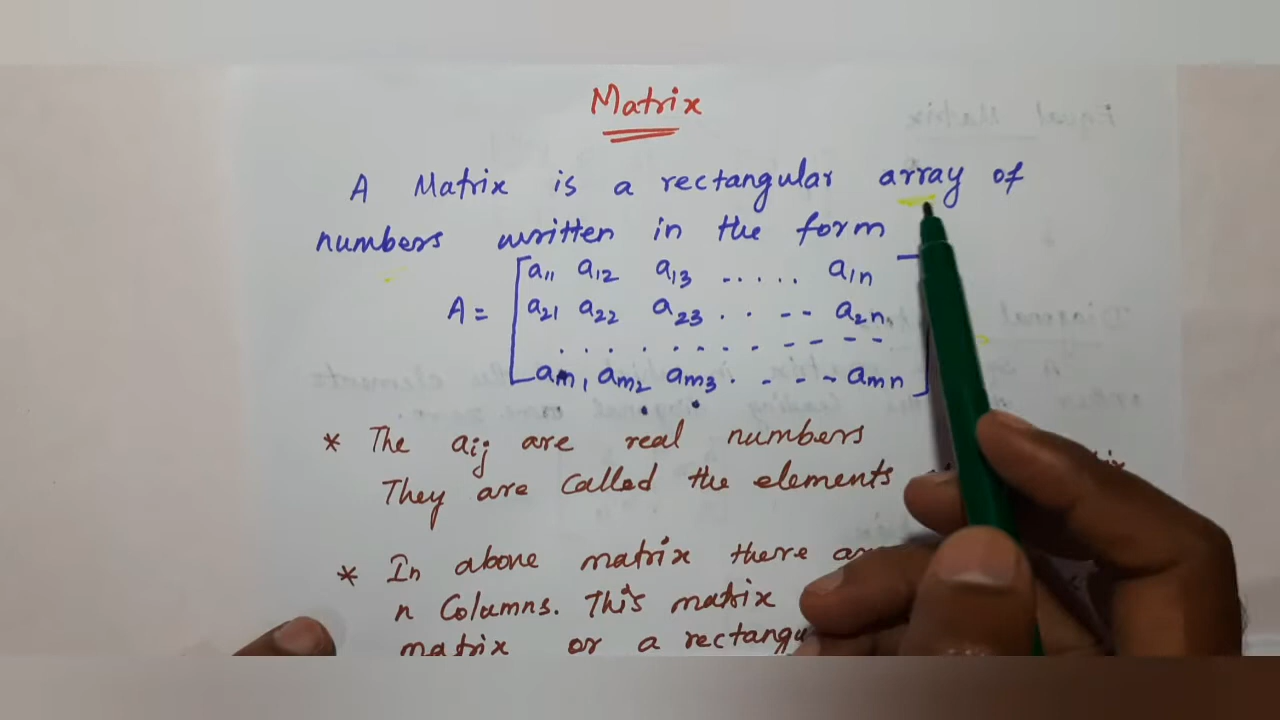 Matrix
A Matrix is a rectangular array of
numbers written in the form
A = [a11 a12 a13 ..... a1n
a21 a22 a23 . . -- a2n
. . . . . . . . - - - -
am1 am2 am3 . - - - amn]
* The aij are real numbers
They are called the elements
* In above matrix there
n Columns. This matrix
matrix or a